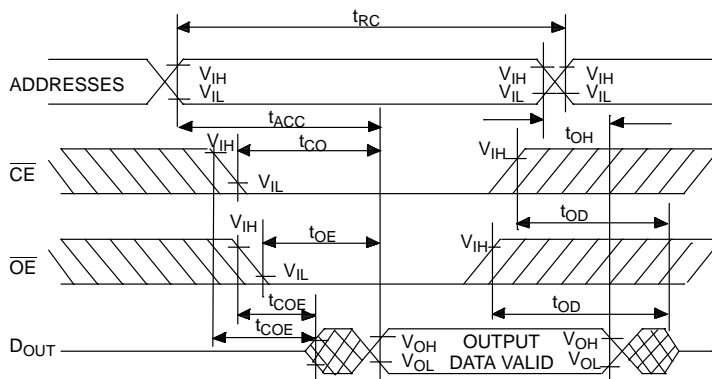 tRC
ADDRESSES
VIH
VIL
VIH
VIL
VIH
VIL
tACC
tOH
tCO
CE
VIH
VIL
VIH
tOD
OE
VIH
VIL
tOE
VIH
tOD
tCOE
tCOE
DOUT
VOH
VOL
OUTPUT
DATA VALID
VOH
VOL